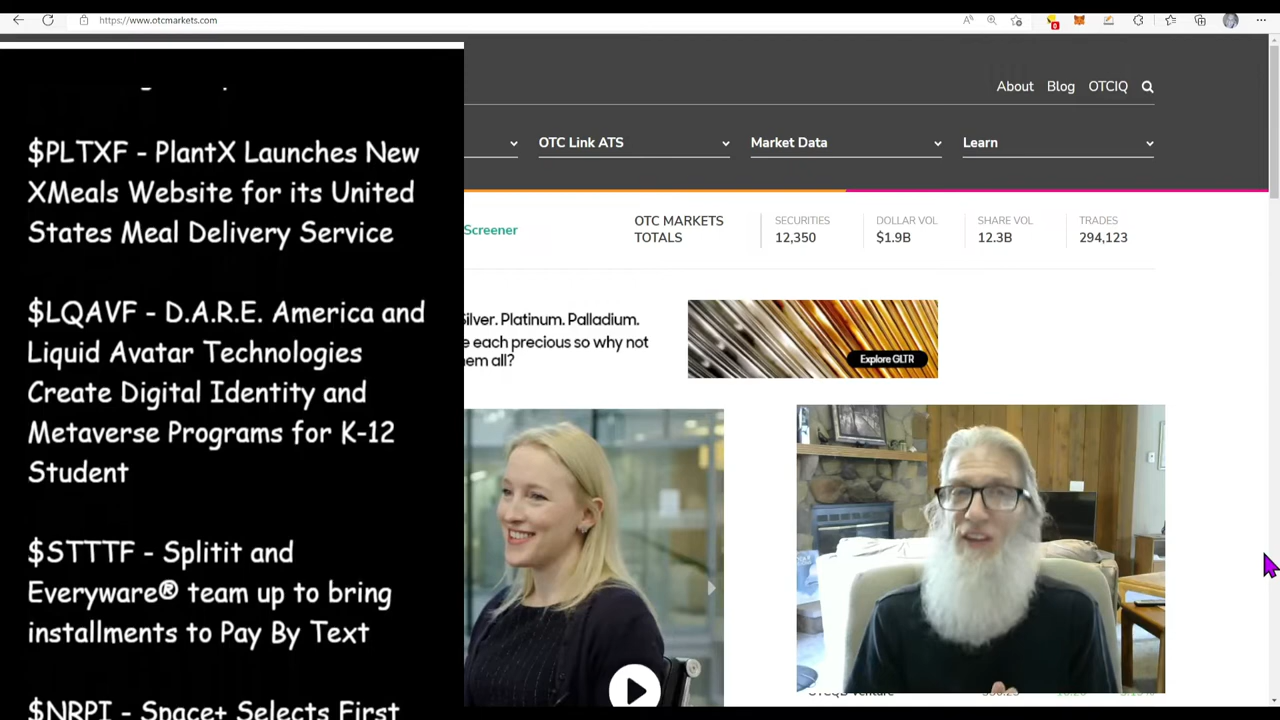 https://www.otcmarkets.com
About Blog OTCIQ
OTC Link ATS Market Data Learn
Screener
OTC MARKETS TOTALS
SECURITIES
12,350
DOLLAR VOL
$1.9B
SHARE VOL
12.3B
TRADES
294,123
$PLTXF - PlantX Launches New
XMeals Website for its United
States Meal Delivery Service
$LQAVF - D.A.R.E. America and
Liquid Avatar Technologies
Create Digital Identity and
Metaverse Programs for K-12
Student
$STTTF - Splitit and
Everyware® team up to bring
installments to Pay By Text
$NRPI - Space+ Selects First
ilver. Platinum. Palladium.
e each precious so why not
em all?
Explore GLTR